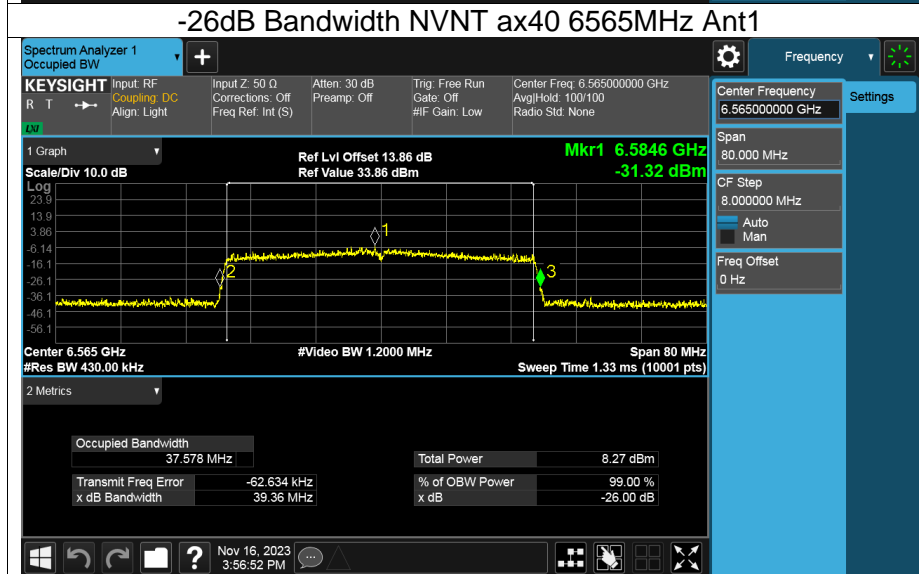 -26dB Bandwidth NVNT ax40 6565MHz Ant1
Spectrum Analyzer 1
Occupied BW
+
Frequency
KEYSIGHT
R T
LXI
Input: RF
Coupling: DC
Align: Light
Input Z: 50 Ω
Corrections: Off
Freq Ref: Int (S)
Atten: 30 dB
Preamp: Off
Trig: Free Run
Gate: Off
#IF Gain: Low
Center Freq: 6.565000000 GHz
Avg|Hold: 100/100
Radio Std: None
Center Frequency
6.565000000 GHz
Settings
Span
80.000 MHz
CF Step
8.000000 MHz
Auto
Man
Freq Offset
0 Hz
1 Graph
Ref Lvl Offset 13.86 dB
Mkr1 6.5846 GHz
Scale/Div 10.0 dB
Ref Value 33.86 dBm
-31.32 dBm
Log
23.9
13.9
3.86
-6.14
-16.1
-26.1
-36.1
-46.1
-56.1
1
2
3
Center 6.565 GHz
#Video BW 1.2000 MHz
Span 80 MHz
#Res BW 430.00 kHz
Sweep Time 1.33 ms (10001 pts)
2 Metrics
Occupied Bandwidth
37.578 MHz
Total Power 8.27 dBm
Transmit Freq Error -62.634 kHz
% of OBW Power 99.00 %
x dB Bandwidth 39.36 MHz
x dB -26.00 dB
?
Nov 16, 2023
3:56:52 PM